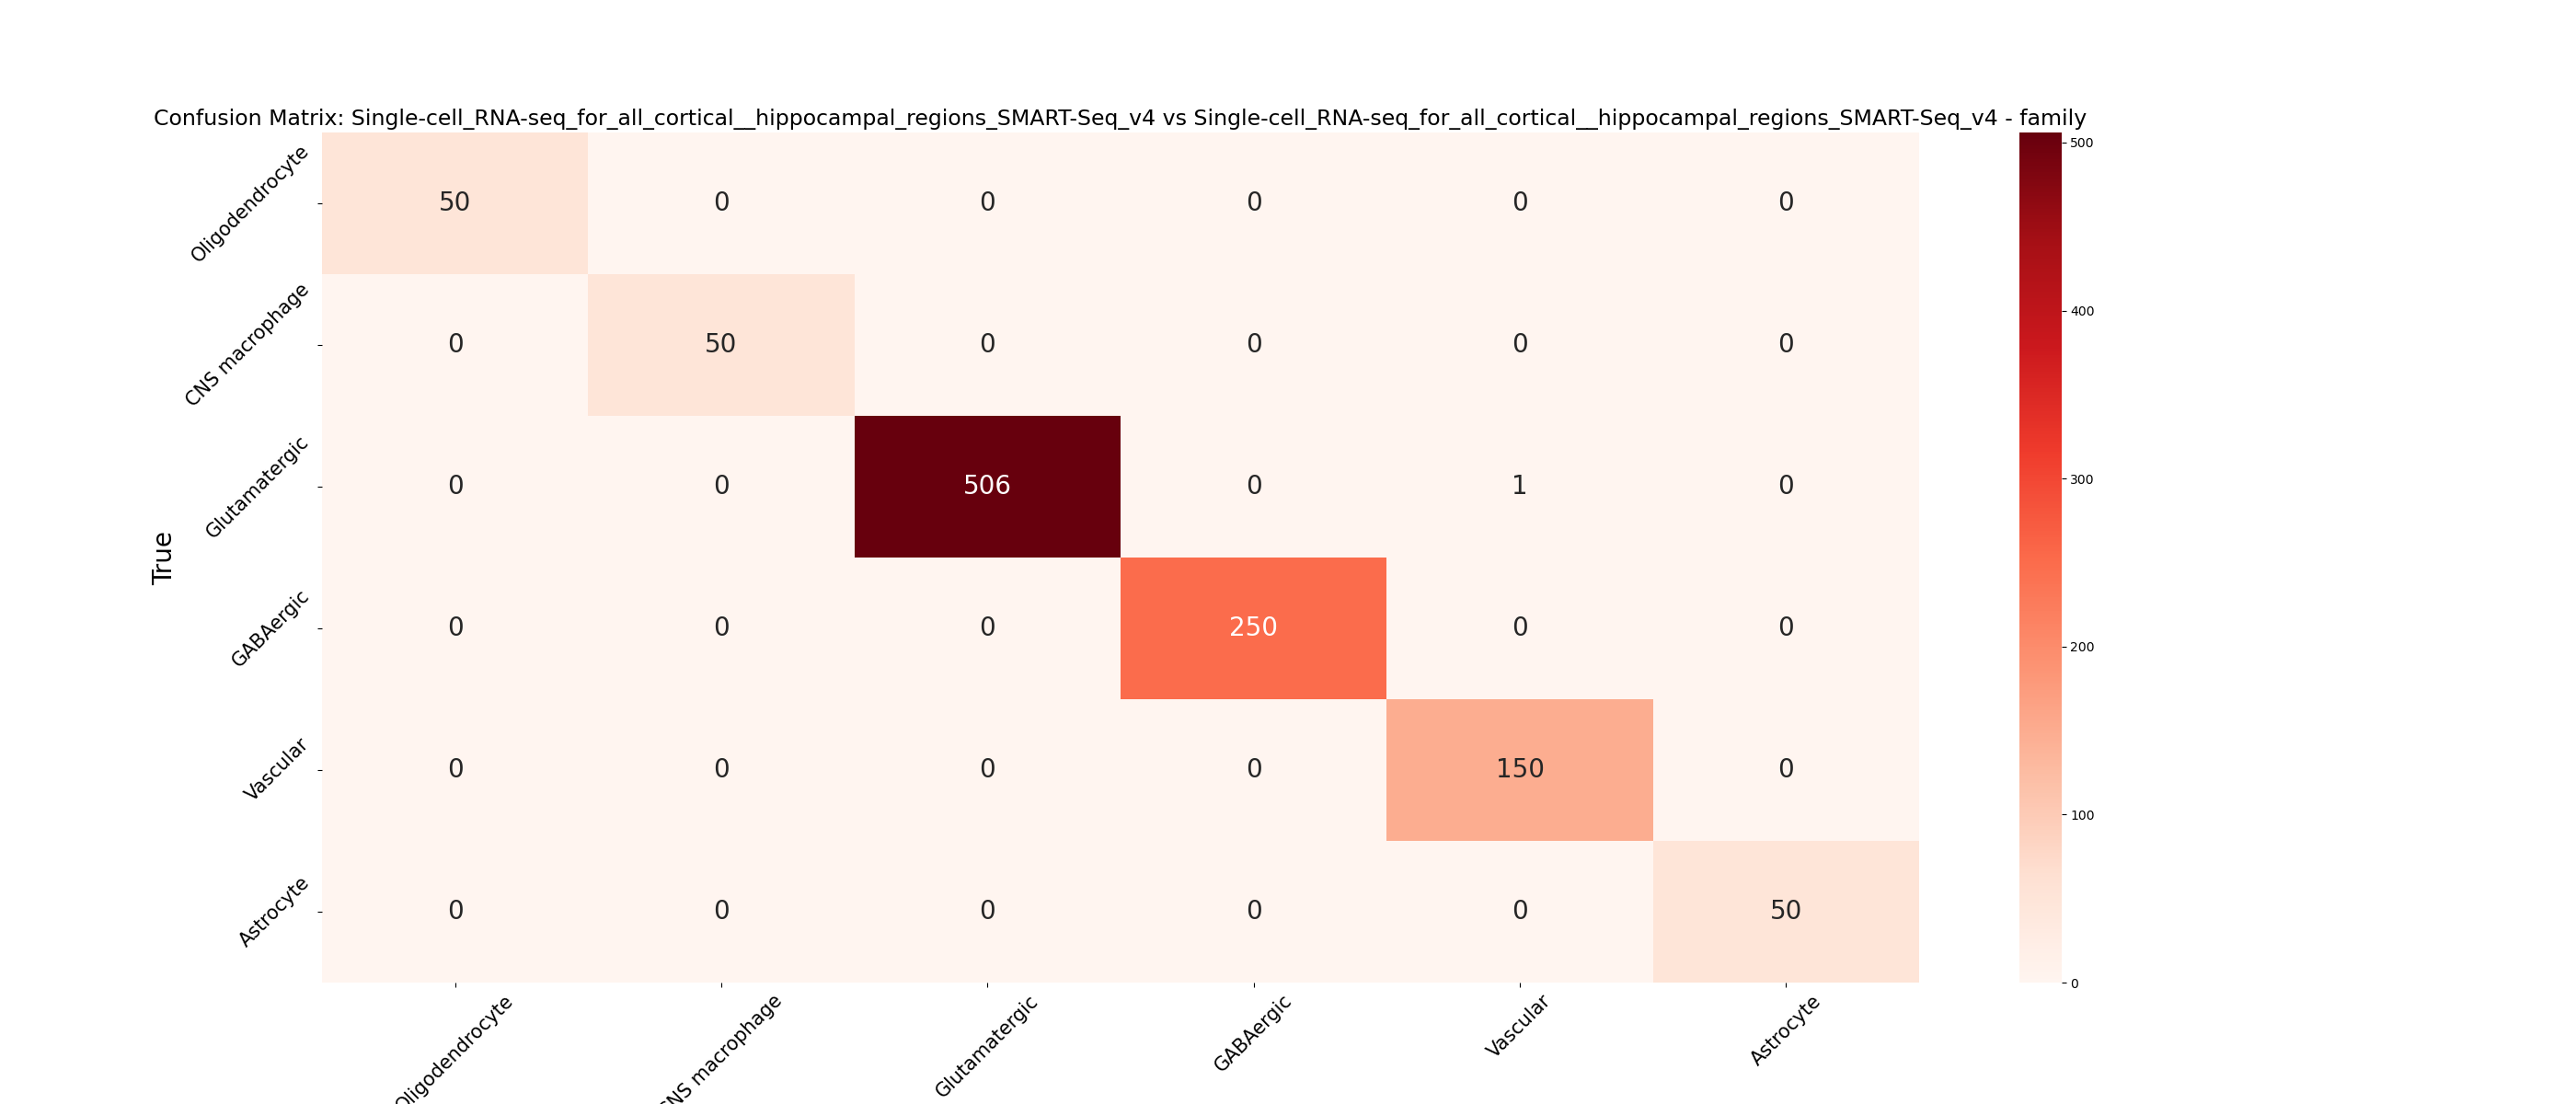 Confusion Matrix: Single-cell_RNA-seq_for_all_cortical__hippocampal_regions_SMART-Seq_v4 vs Single-cell_RNA-seq_for_all_cortical__hippocampal_regions_SMART-Seq_v4 - family
True
Oligodendrocyte 50 0 0 0 0 0
CNS macrophage 0 50 0 0 0 0
Glutamatergic 0 0 506 0 1 0
GABAergic 0 0 0 250 0 0
Vascular 0 0 0 0 150 0
Astrocyte 0 0 0 0 0 50
Oligodendrocyte CNS macrophage Glutamatergic GABAergic Vascular Astrocyte
500
400
300
200
100
0